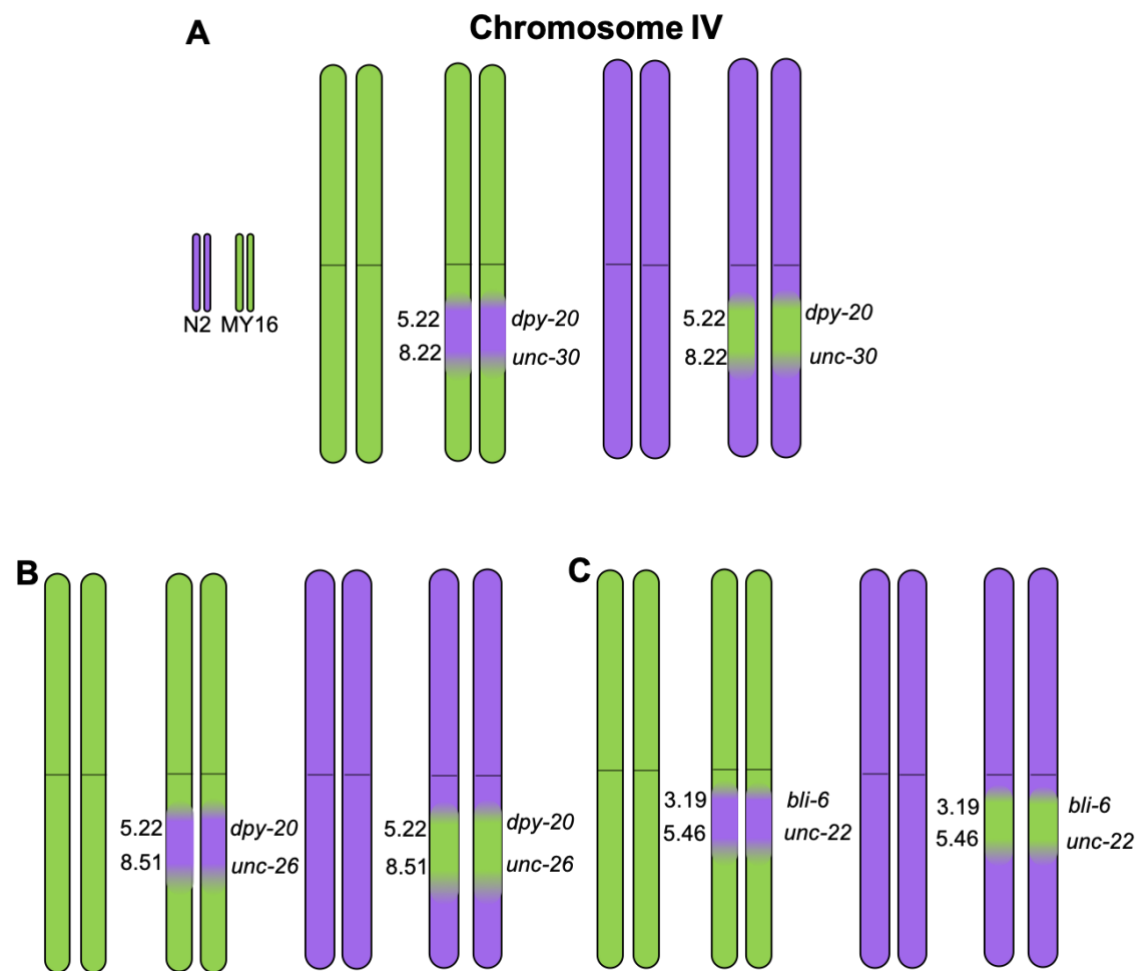 A
Chromosome IV
N2 MY16
5.22
dpy-20
8.22
unc-30
5.22
dpy-20
8.22
unc-30
B
5.22
dpy-20
8.51
unc-26
5.22
dpy-20
8.51
unc-26
C
3.19
bli-6
5.46
unc-22
3.19
bli-6
5.46
unc-22